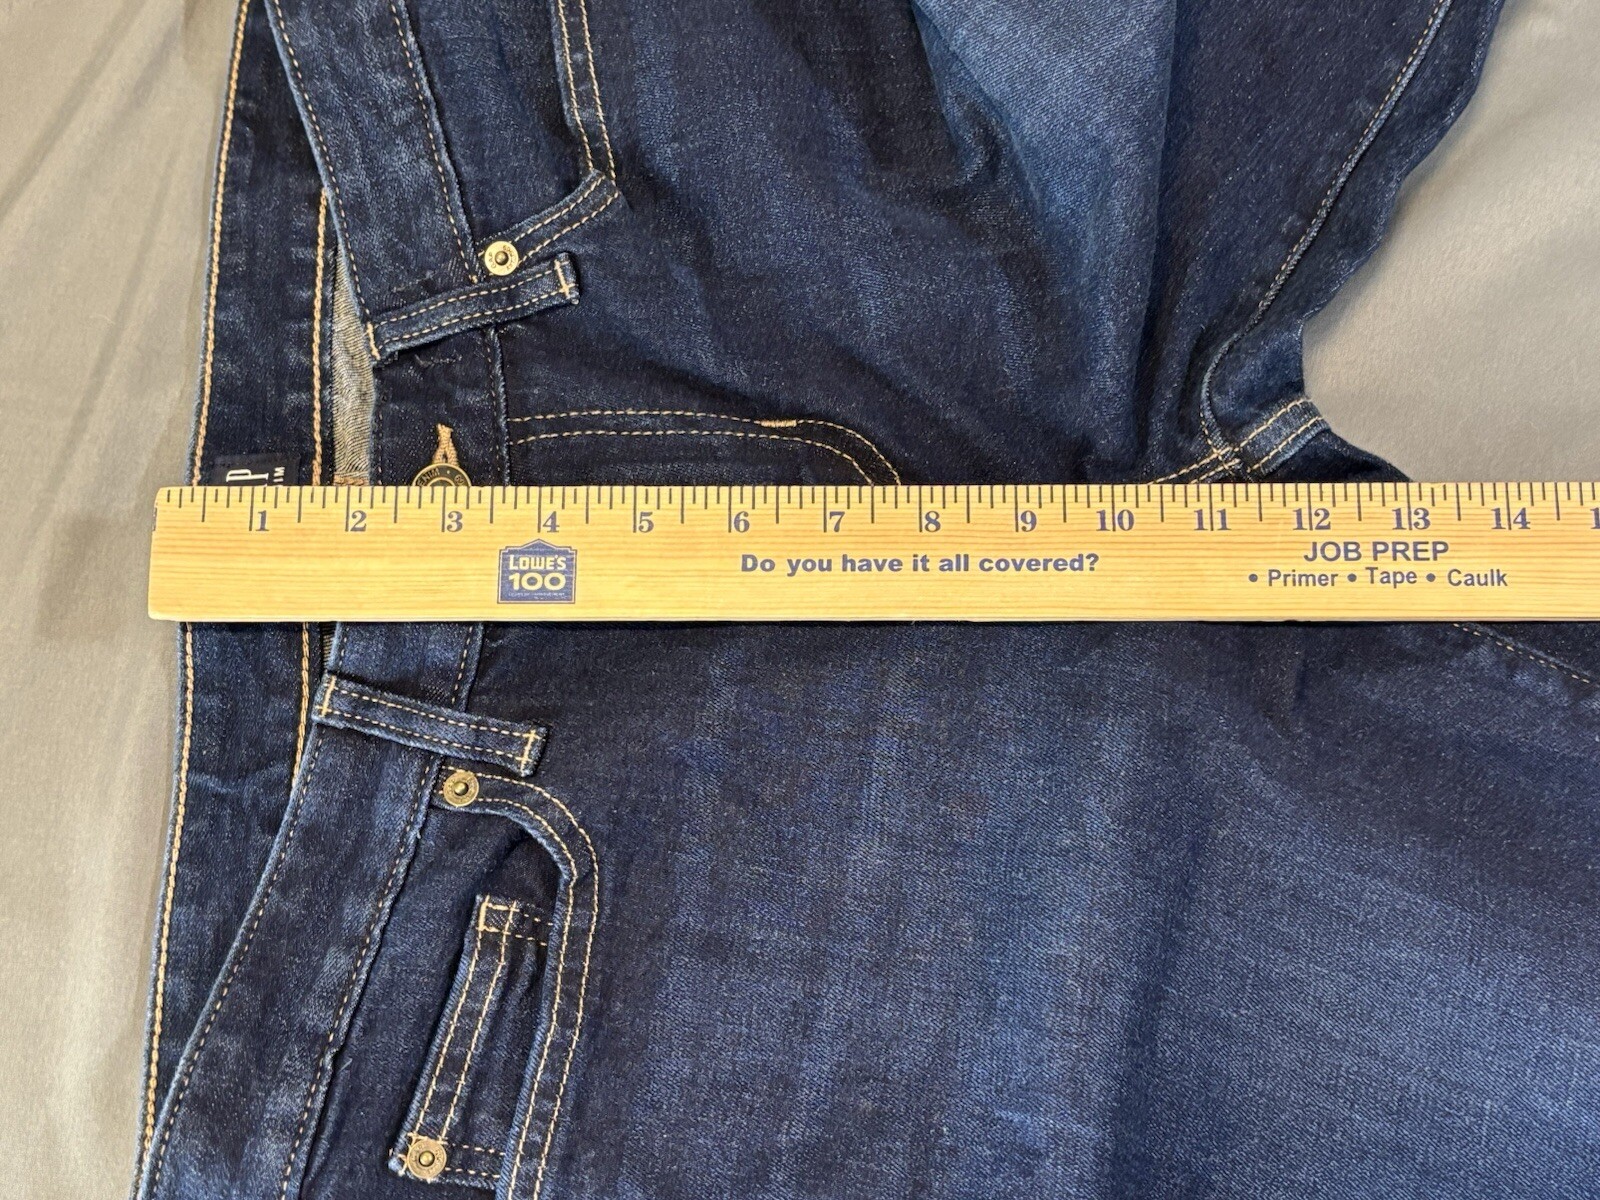 P
IM
1 2 3 4 5 6 7 8 9 10 11 12 13 14
LOWE'S
100
Do you have it all covered?
JOB PREP
• Primer • Tape • Caulk